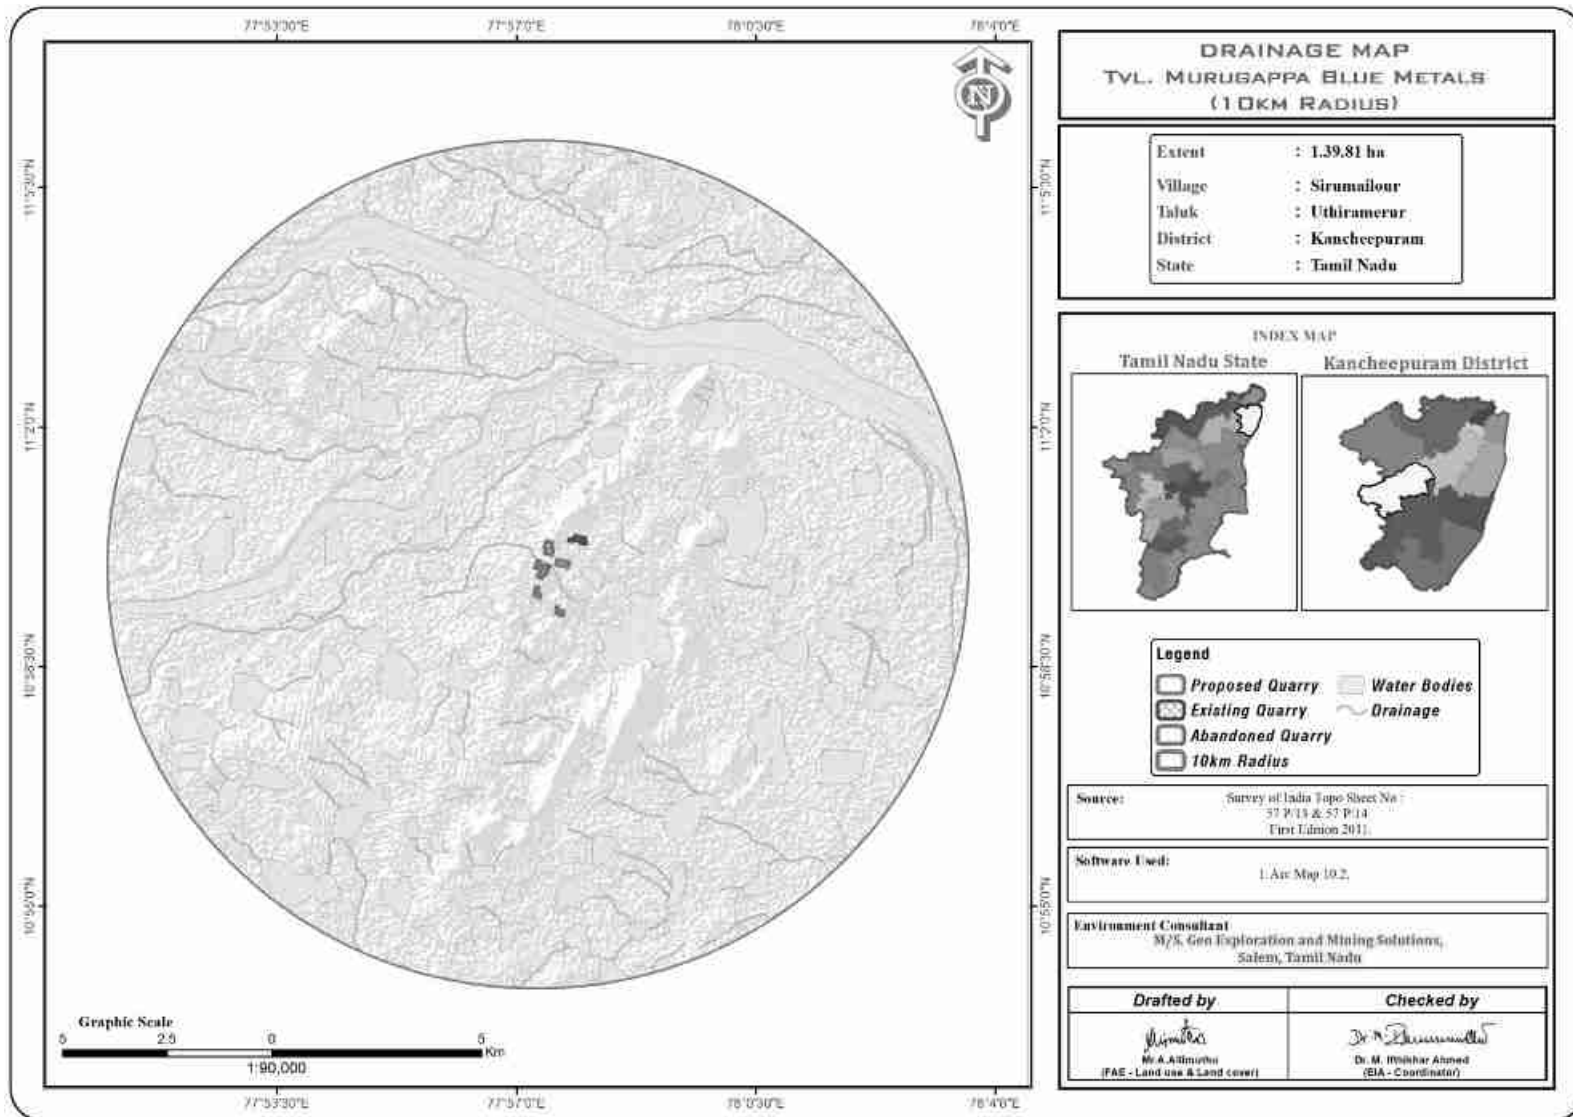 77°53'30"E
77°57'0"E
78°0'30"E
78°4'0"E
N
11°5'30"N
11°2'0"N
10°58'30"N
10°55'0"N
11°5'30"N
11°2'0"N
10°58'30"N
10°55'0"N
Graphic Scale
5 2.5 0 5
Km
1:90,000
77°53'30"E
77°57'0"E
78°0'30"E
78°4'0"E
DRAINAGE MAP
TVL. MURUGAPPA BLUE METALS
(10KM RADIUS)
Extent : 1.39.81 ha
Village : Sirumailour
Taluk : Uthiramerur
District : Kancheepuram
State : Tamil Nadu
INDEX MAP
Tamil Nadu State
Kancheepuram District
Legend
Proposed Quarry
Existing Quarry
Abandoned Quarry
10km Radius
Water Bodies
Drainage
Source:
Survey of India Topo Sheet No :
57 P/13 & 57 P/14
First Edition 2011.
Software Used:
1. Arc Map 10.2.
Environment Consultant
M/S. Geo Exploration and Mining Solutions,
Salem, Tamil Nadu
Drafted by
Mr.A.Allimuthu
(FAE - Land use & Land cover)
Checked by
Dr. M. Ifthikhar Ahmed
(EIA - Coordinator)